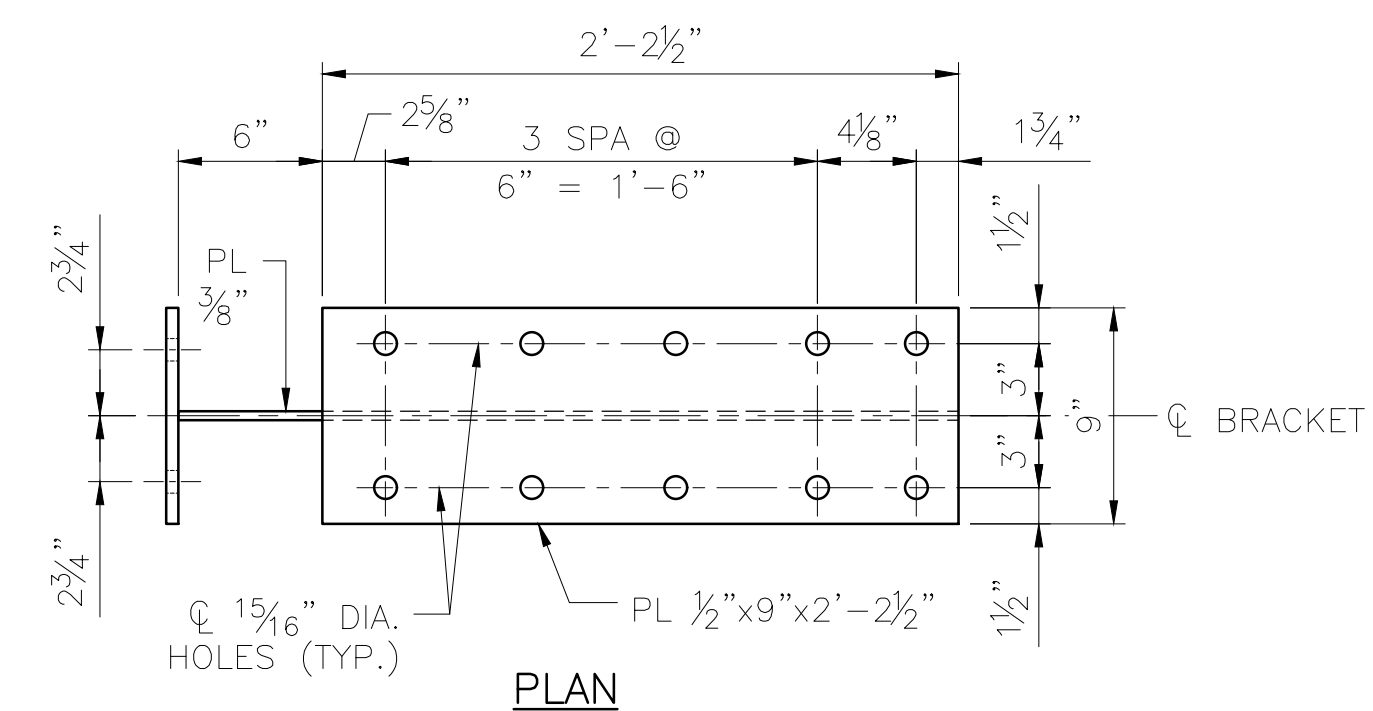 2'-2½"
6"
2⅝"
3 SPA @
6" = 1'-6"
4⅛"
1¾"
2¾"
PL
⅜"
1½"
3"
9"
3"
1½"
℄ BRACKET
2¾"
℄ 15/16" DIA.
HOLES (TYP.)
PL ½"x9"x2'-2½"
PLAN